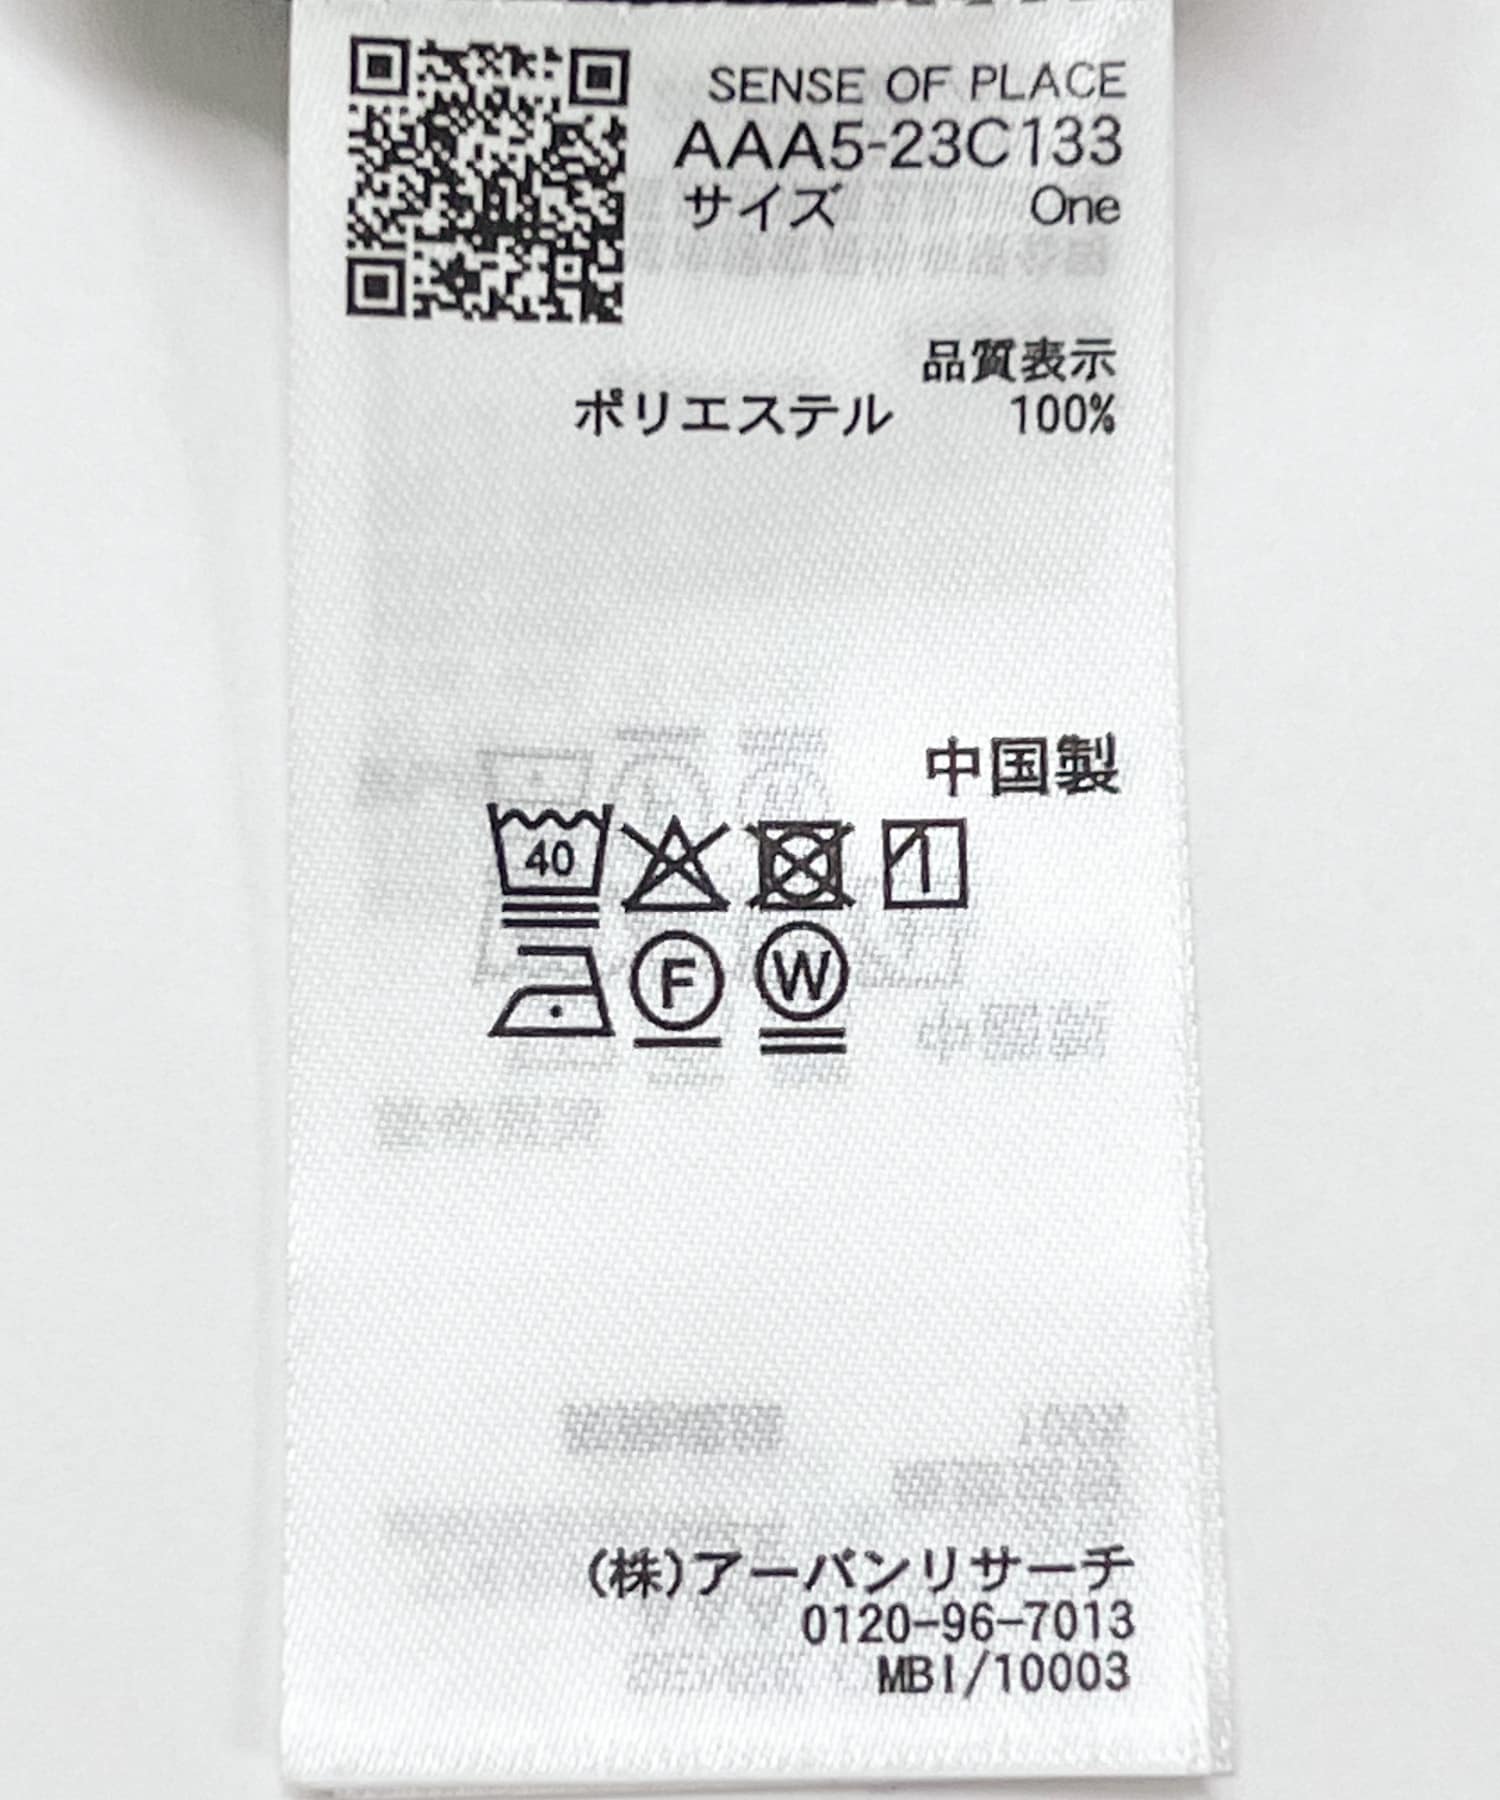 SENSE OF PLACE
AAA5-23C133
サイズ One
品質表示
ポリエステル 100%
中国製
40
F W
(株)アーバンリサーチ
0120-96-7013
MBI/10003